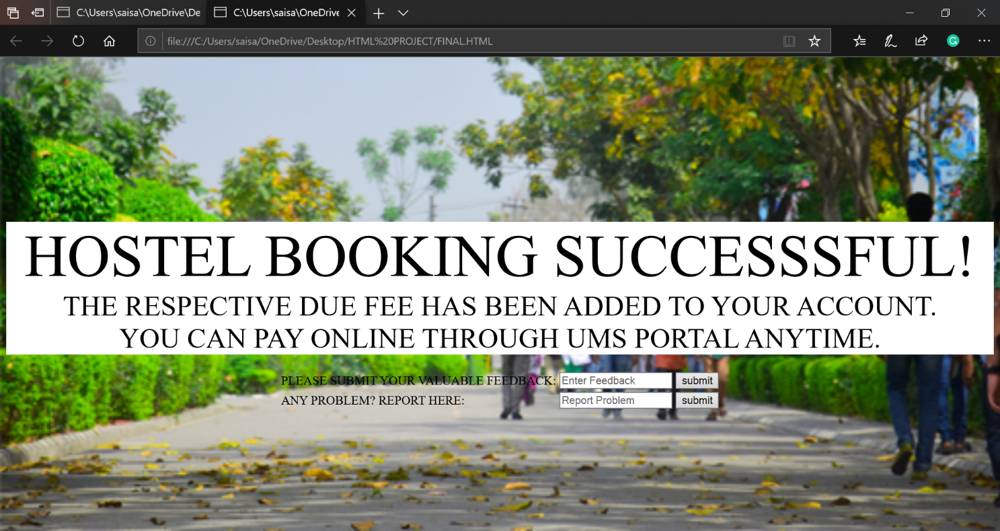 C:\Users\saisa\OneDrive\De
C:\Users\saisa\OneDrive
file:///C:/Users/saisa/OneDrive/Desktop/HTML%20PROJECT/FINAL.HTML
HOSTEL BOOKING SUCCESSSFUL!
THE RESPECTIVE DUE FEE HAS BEEN ADDED TO YOUR ACCOUNT.
YOU CAN PAY ONLINE THROUGH UMS PORTAL ANYTIME.
PLEASE SUBMIT YOUR VALUABLE FEEDBACK: Enter Feedback submit
ANY PROBLEM? REPORT HERE: Report Problem submit